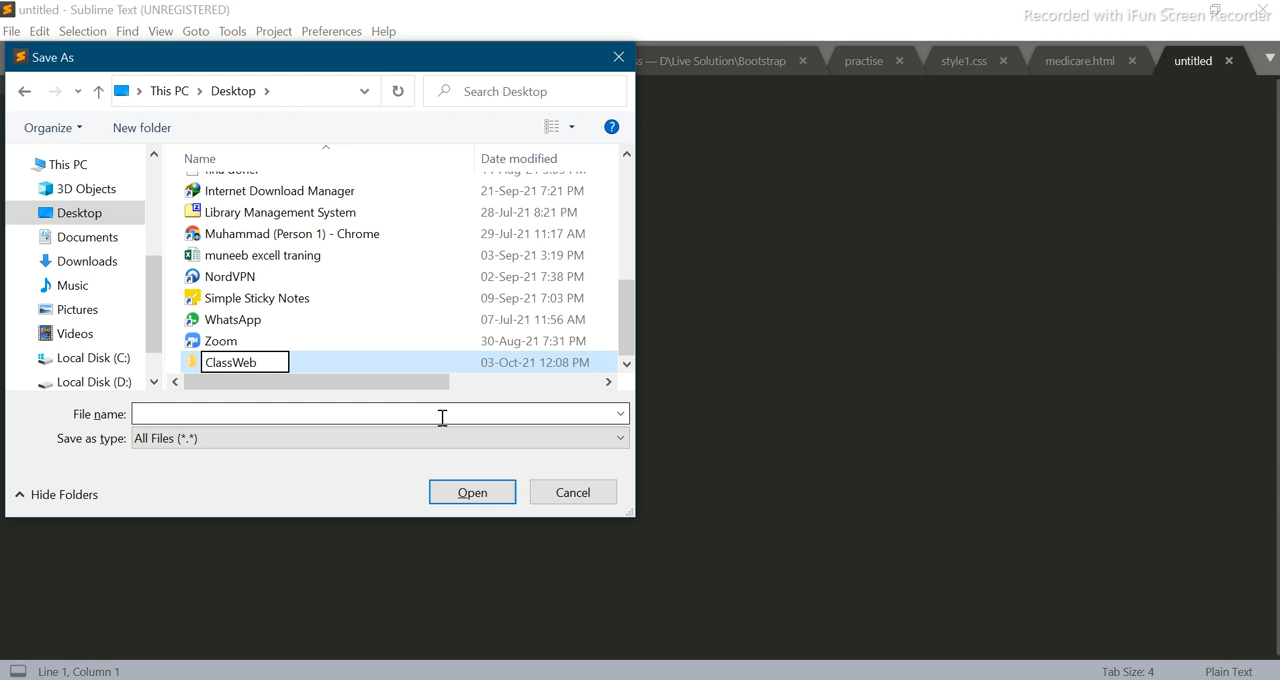 untitled - Sublime Text (UNREGISTERED)
Recorded with iFun Screen Recorder
File Edit Selection Find View Goto Tools Project Preferences Help
Save As
s — D:\Live Solution\Bootstrap
practise
style1.css
medicare.html
untitled
This PC
Desktop
Search Desktop
Organize
New folder
Name
Date modified
This PC
3D Objects
Desktop
Documents
Downloads
Music
Pictures
Videos
Local Disk (C:)
Local Disk (D:)
Internet Download Manager 21-Sep-21 7:21 PM
Library Management System 28-Jul-21 8:21 PM
Muhammad (Person 1) - Chrome 29-Jul-21 11:17 AM
muneeb excell traning 03-Sep-21 3:19 PM
NordVPN 02-Sep-21 7:38 PM
Simple Sticky Notes 09-Sep-21 7:03 PM
WhatsApp 07-Jul-21 11:56 AM
Zoom 30-Aug-21 7:31 PM
ClassWeb 03-Oct-21 12:08 PM
File name:
Save as type: All Files (*.*)
Hide Folders
Open
Cancel
Line 1, Column 1
Tab Size: 4
Plain Text